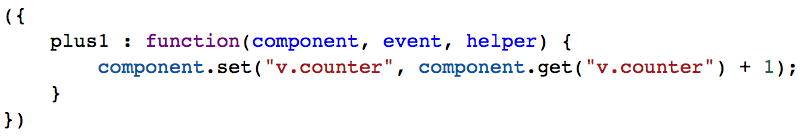 ({
    plus1 : function(component, event, helper) {
        component.set("v.counter", component.get("v.counter") + 1);
    }
})